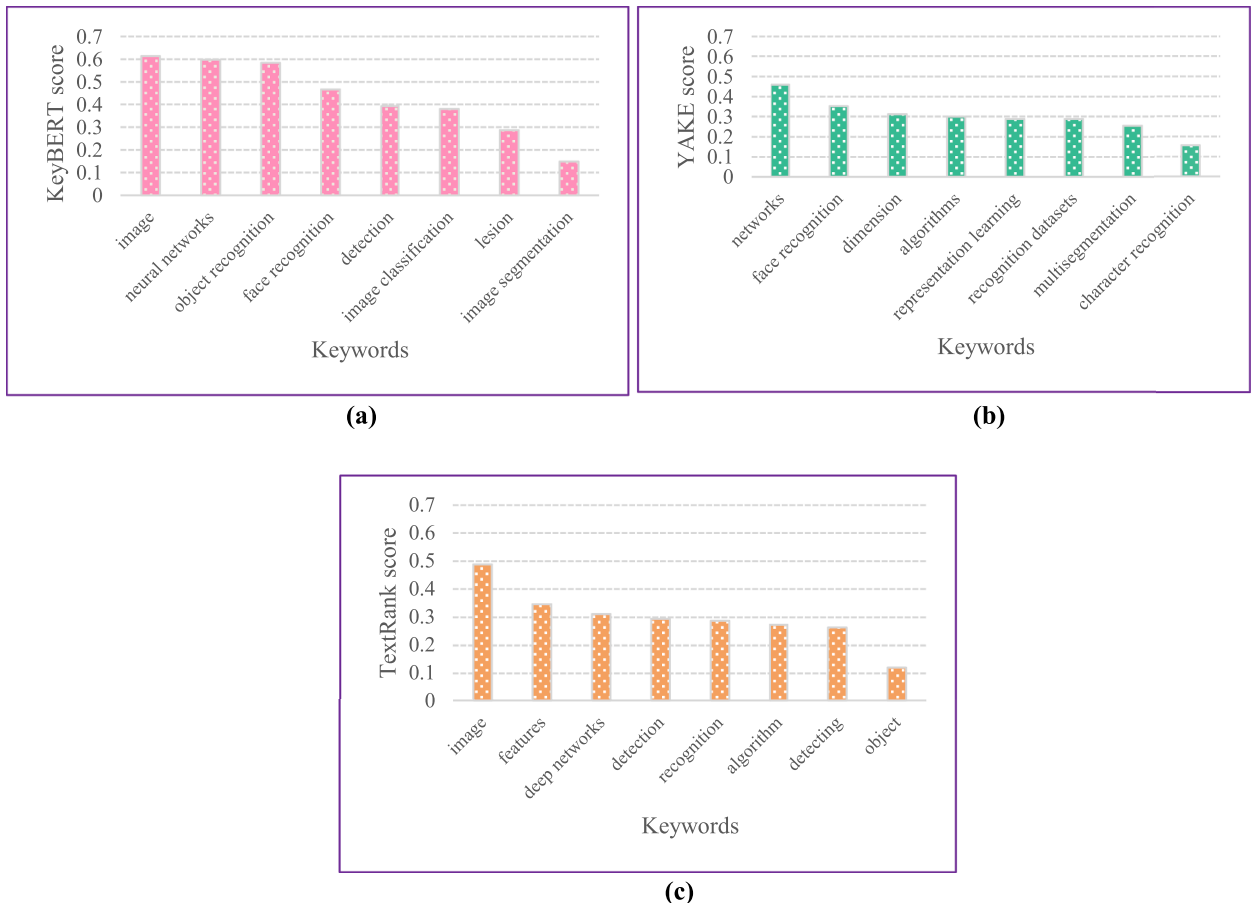 0.7
0.6
0.5
0.4
0.3
0.2
0.1
0
KeyBERT score
image
neural networks
object recognition
face recognition
detection
image classification
lesion
image segmentation
Keywords
(a)
0.7
0.6
0.5
0.4
0.3
0.2
0.1
0
YAKE score
networks
face recognition
dimension
algorithms
representation learning
recognition datasets
multisegmentation
character recognition
Keywords
(b)
0.7
0.6
0.5
0.4
0.3
0.2
0.1
0
TextRank score
image
features
deep networks
detection
recognition
algorithm
detecting
object
Keywords
(c)